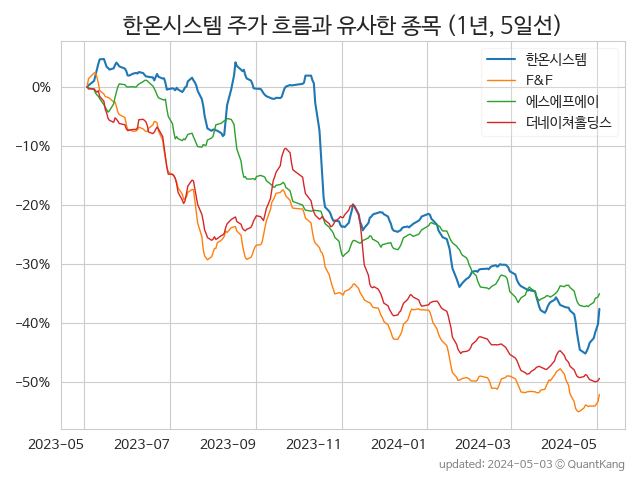 한온시스템 주가 흐름과 유사한 종목 (1년, 5일선)
한온시스템
F&F
에스에프에이
더네이쳐홀딩스
0%
−10%
−20%
−30%
−40%
−50%
2023-05
2023-07
2023-09
2023-11
2024-01
2024-03
2024-05
updated: 2024-05-03 © QuantKang